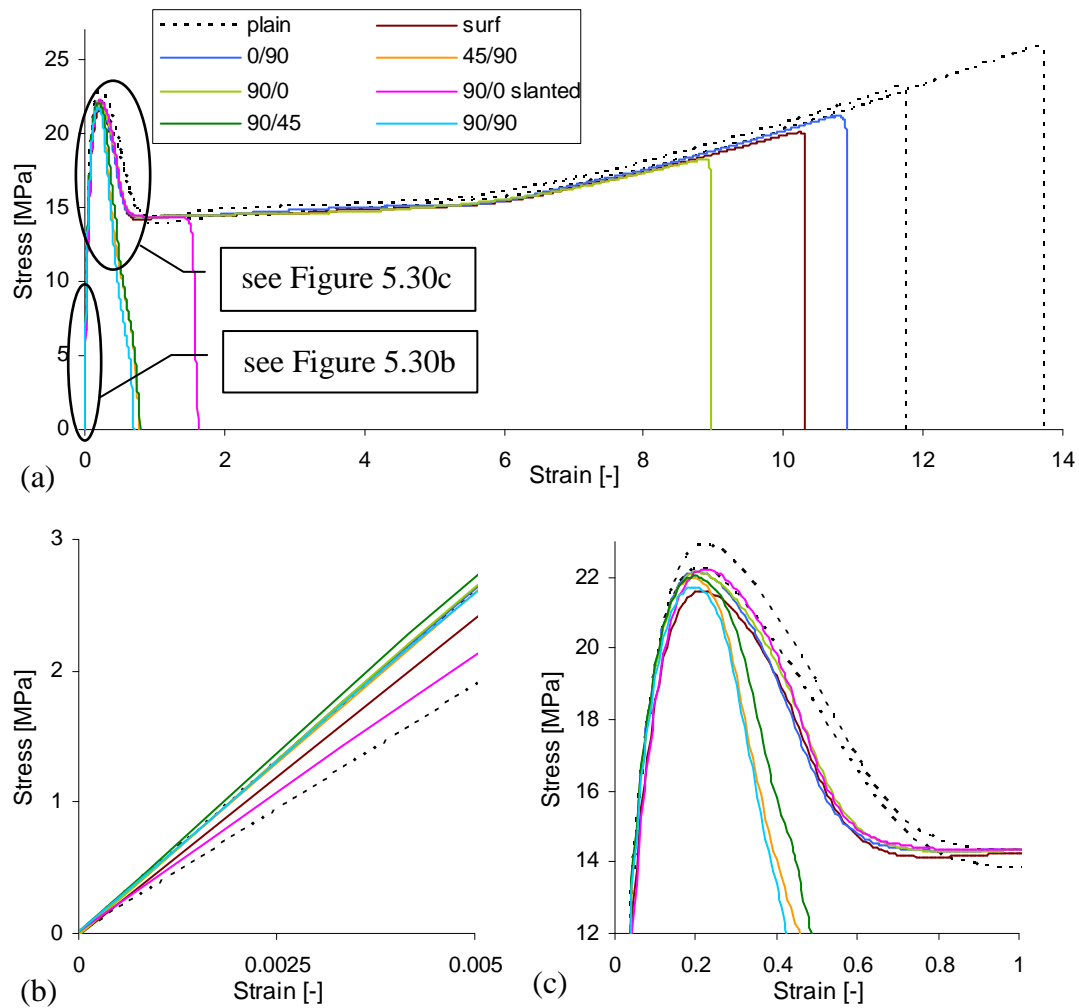 plain
surf
0/90
45/90
90/0
90/0 slanted
90/45
90/90
Stress [MPa]
25
20
15
10
5
0
see Figure 5.30c
see Figure 5.30b
0
2
4
6
8
10
12
14
Strain [-]
(a)
Stress [MPa]
3
2
1
0
0
0.0025
0.005
Strain [-]
(b)
Stress [MPa]
22
20
18
16
14
12
0
0.2
0.4
0.6
0.8
1
Strain [-]
(c)